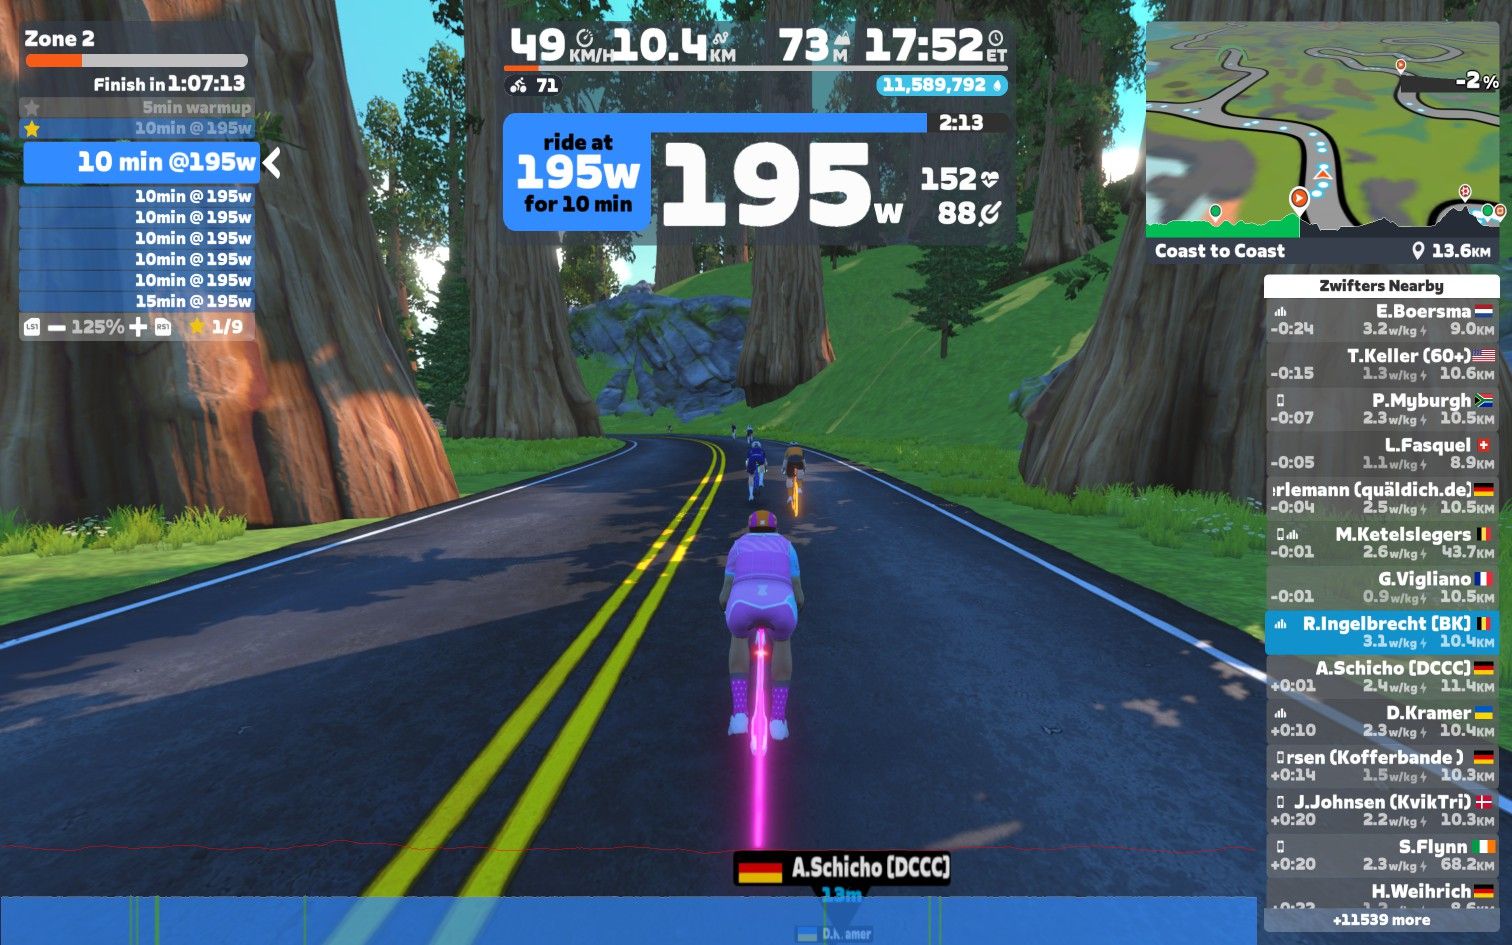 Zone 2
Finish in 1:07:13
5min warmup
10min @ 195w
10 min @195w
10min @ 195w
10min @ 195w
10min @ 195w
10min @ 195w
10min @ 195w
15min @ 195w
LS1 125% RS1 1/9
49 KM/H 10.4 KM 73 M 17:52 ET
71 11,589,792
2:13
ride at
195w
for 10 min
195w
152
88
-2%
Coast to Coast 13.6KM
Zwifters Nearby
E.Boersma
-0:24 3.2w/kg 9.0KM
T.Keller (60+)
-0:15 1.3w/kg 10.6KM
P.Myburgh
-0:07 2.3w/kg 10.5KM
L.Fasquel
-0:05 1.1w/kg 8.9KM
rlemann (quäldich.de)
-0:04 2.5w/kg 10.5KM
M.Ketelslegers
-0:01 2.6w/kg 43.7KM
G.Vigliano
-0:01 0.9w/kg 10.5KM
R.Ingelbrecht (BK)
3.1w/kg 10.4KM
A.Schicho (DCCC)
+0:01 2.4w/kg 11.4KM
D.Kramer
+0:10 2.3w/kg 10.4KM
rsen (Kofferbande )
+0:14 1.5w/kg 10.3KM
J.Johnsen (KvikTri)
+0:20 2.2w/kg 10.3KM
S.Flynn
+0:20 2.3w/kg 68.2KM
H.Weihrich
+11539 more
A.Schicho (DCCC)
13m